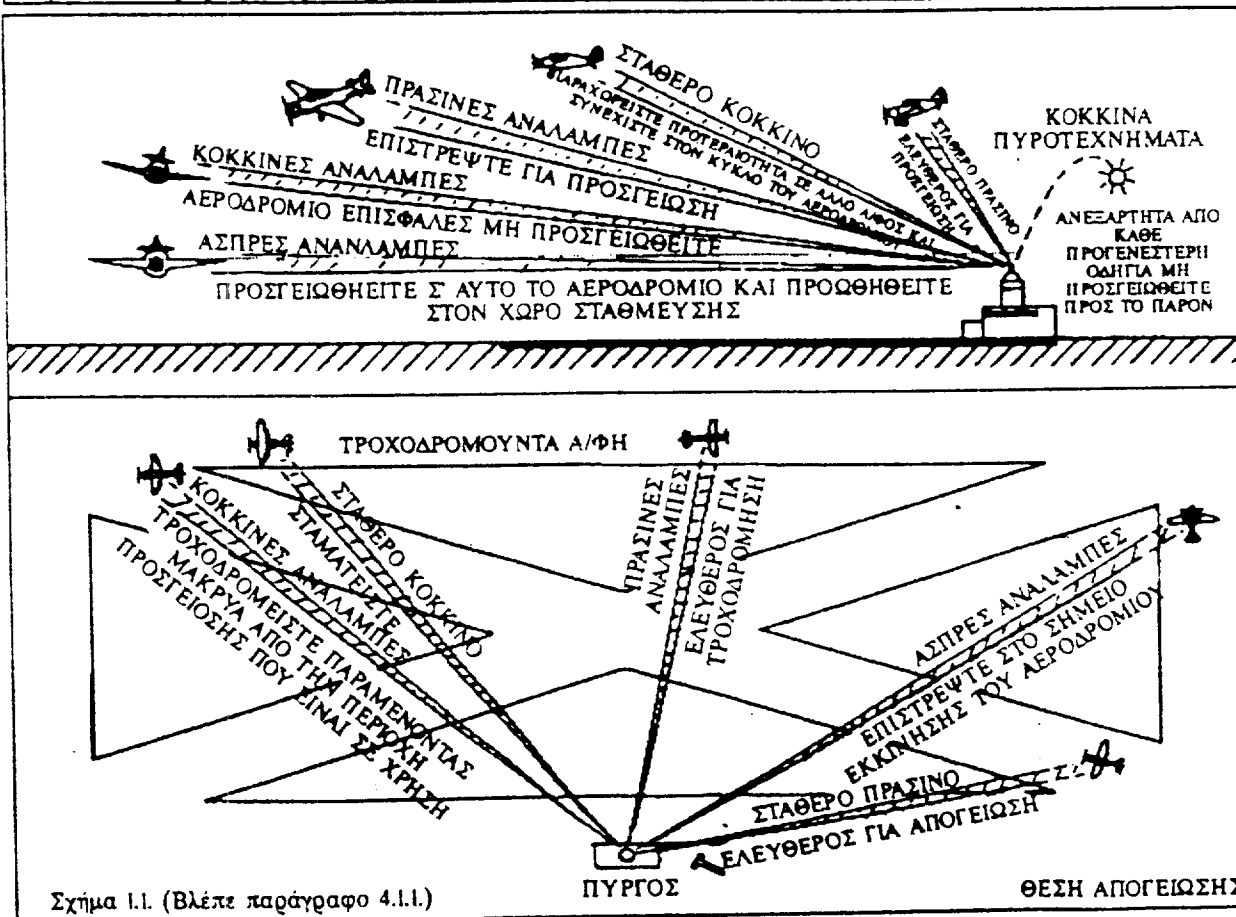 ΣΤΑΘΕΡΟ ΚΟΚΚΙΝΟ
ΠΑΡΑΧΟΡΕΙΣΤΕ ΠΡΟΤΕΡΑΙΟΤΗΤΑ ΣΕ ΑΛΛΟ Α/ΦΟΣ ΚΑΙ
ΣΥΝΕΧΙΣΤΕ ΣΤΟΝ ΚΥΚΛΟ ΤΟΥ ΑΕΡΟΔΡΟΜΙΟΥ
ΠΡΑΣΙΝΕΣ ΑΝΑΛΑΜΠΕΣ
ΕΠΙΣΤΡΕΨΤΕ ΓΙΑ ΠΡΟΣΓΕΙΩΣΗ
ΚΟΚΚΙΝΕΣ ΑΝΑΛΑΜΠΕΣ
ΑΕΡΟΔΡΟΜΙΟ ΕΠΙΣΦΑΛΕΣ ΜΗ ΠΡΟΣΓΕΙΩΘΕΙΤΕ
ΑΣΠΡΕΣ ΑΝΑΝΛΑΜΠΕΣ
ΠΡΟΣΓΕΙΩΘΗΕΙΤΕ Σ' ΑΥΤΟ ΤΟ ΑΕΡΟΔΡΟΜΙΟ ΚΑΙ ΠΡΟΩΘΗΘΕΙΤΕ
ΣΤΟΝ ΧΩΡΟ ΣΤΑΘΜΕΥΣΗΣ
ΣΤΑΘΕΡΟ ΠΡΑΣΙΝΟ
ΕΛΕΥΘΕΡΟΣ ΓΙΑ
ΠΡΟΣΓΕΙΩΣΗ
ΚΟΚΚΙΝΑ
ΠΥΡΟΤΕΧΝΗΜΑΤΑ
ΑΝΕΞΑΡΤΗΤΑ ΑΠΟ
ΚΑΘΕ
ΠΡΟΓΕΝΕΣΤΕΡΗ
ΟΔΗΓΙΑ ΜΗ
ΠΡΟΣΓΕΙΩΘΕΙΤΕ
ΠΡΟΣ ΤΟ ΠΑΡΟΝ
ΤΡΟΧΟΔΡΟΜΟΥΝΤΑ Α/ΦΗ
ΚΟΚΚΙΝΕΣ ΑΝΑΛΑΜΠΕΣ
ΤΡΟΧΟΔΡΟΜΕΙΣΤΕ ΠΑΡΑΜΕΝΟΝΤΑΣ
ΜΑΚΡΥΑ ΑΠΟ ΤΗΝ ΠΕΡΙΟΧΗ
ΠΡΟΣΓΕΙΟΣΗΣ ΠΟΥ ΕΙΝΑΙ ΣΕ ΧΡΗΣΗ
ΣΤΑΘΕΡΟ ΚΟΚΚΙΝΟ
ΣΤΑΜΑΤΕΙΣΤΕ
ΠΡΑΣΙΝΕΣ
ΑΝΑΛΑΜΠΕΣ
ΕΛΕΥΘΕΡΟΣ ΓΙΑ
ΤΡΟΧΟΔΡΟΜΗΣΗ
ΑΣΠΡΕΣ ΑΝΑΛΑΜΠΕΣ
ΕΠΙΣΤΡΕΨΤΕ ΣΤΟ ΣΗΜΕΙΟ
ΕΚΚΙΝΗΣΗΣ ΤΟΥ ΑΕΡΟΔΡΟΜΙΟΥ
ΣΤΑΘΕΡΟ ΠΡΑΣΙΝΟ
ΕΛΕΥΘΕΡΟΣ ΓΙΑ ΑΠΟΓΕΙΩΣΗ
ΠΥΡΓΟΣ
ΘΕΣΗ ΑΠΟΓΕΙΩΣΗΣ
Σχήμα 1.1. (Βλέπε παράγραφο 4.1.1.)